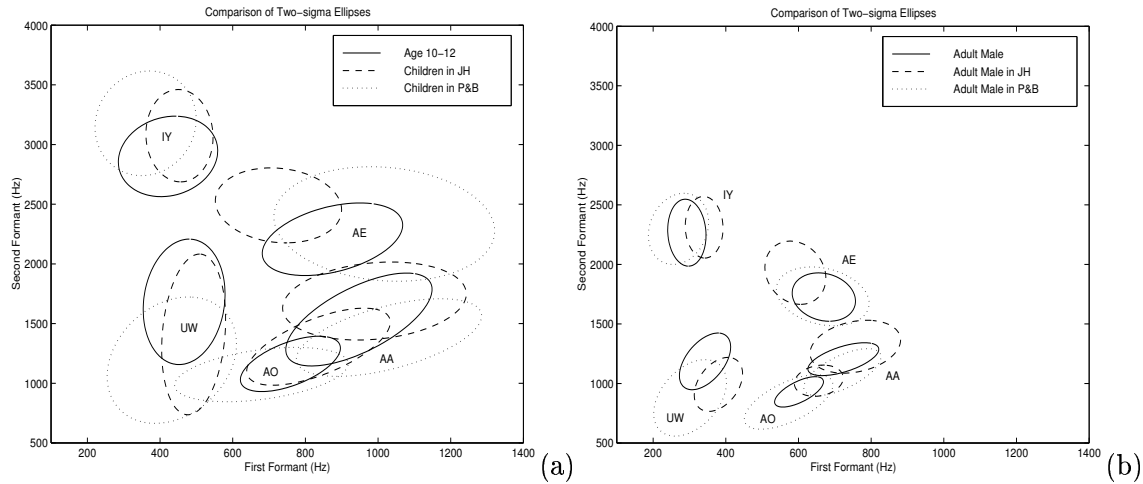 Comparison of Two−sigma Ellipses
4000
3500
3000
2500
2000
1500
1000
500
Second Formant (Hz)
Age 10−12
Children in JH
Children in P&B
IY
AE
UW
AA
AO
200
400
600
800
1000
1200
1400
First Formant (Hz)
(a)
Comparison of Two−sigma Ellipses
4000
3500
3000
2500
2000
1500
1000
500
Second Formant (Hz)
Adult Male
Adult Male in JH
Adult Male in P&B
IY
AE
AA
UW
AO
200
400
600
800
1000
1200
1400
First Formant (Hz)
(b)